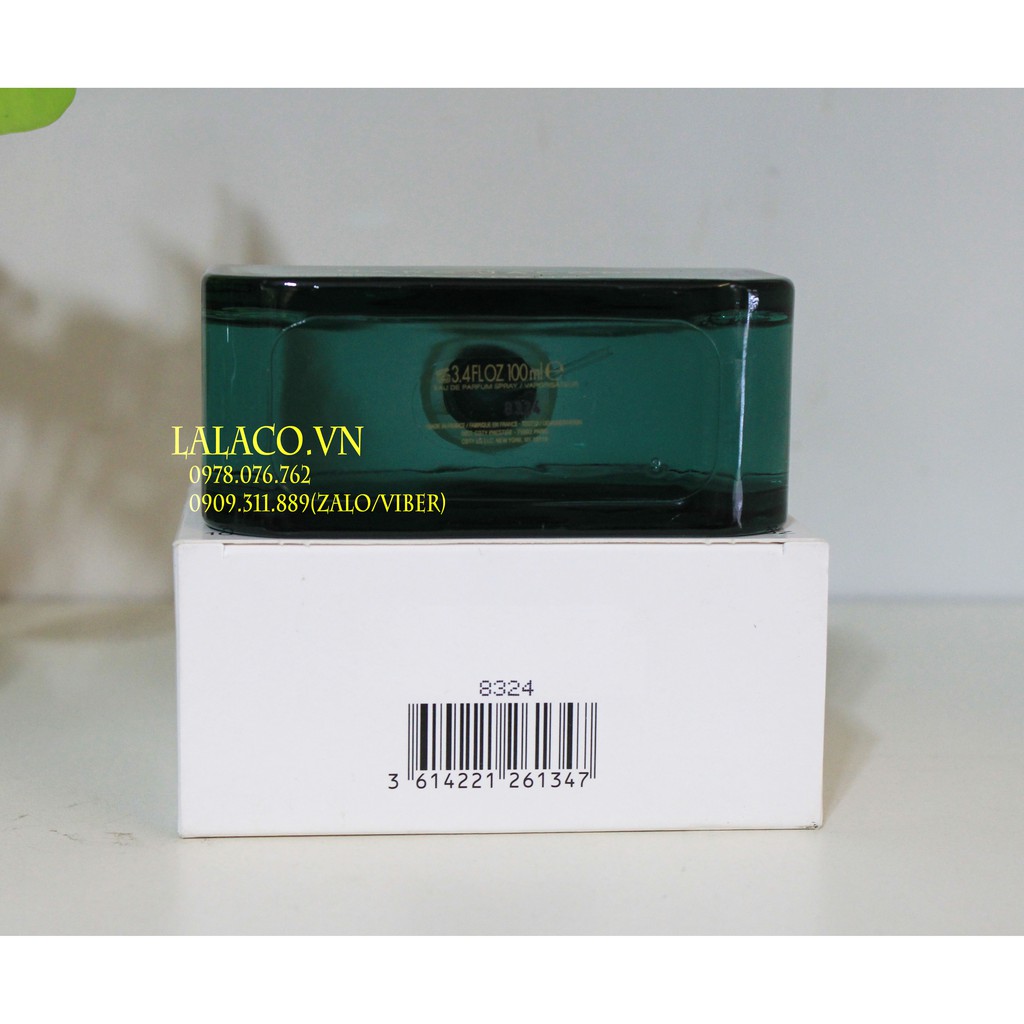 3.4 FL OZ 100 ml ℮
EAU DE PARFUM SPRAY / VAPORISATEUR
8324
LALACO.VN
0978.076.762
0909.311.889(ZALO/VIBER)
8324
3 614221 261347